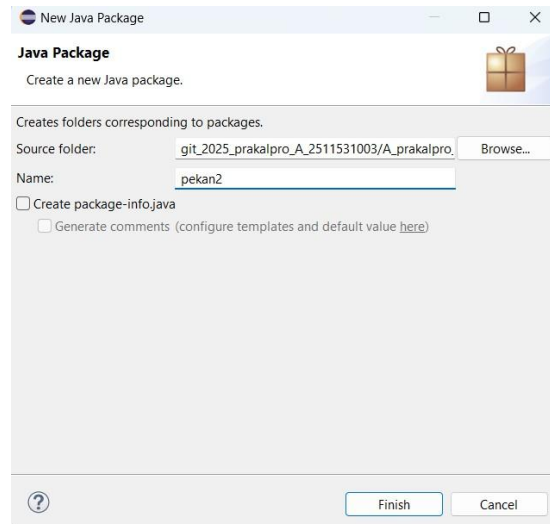 New Java Package
Java Package
Create a new Java package.
Creates folders corresponding to packages.
Source folder: git_2025_prakalpro_A_2511531003/A_prakalpro_ Browse...
Name: pekan2
Create package-info.java
Generate comments (configure templates and default value here)
?
Finish Cancel